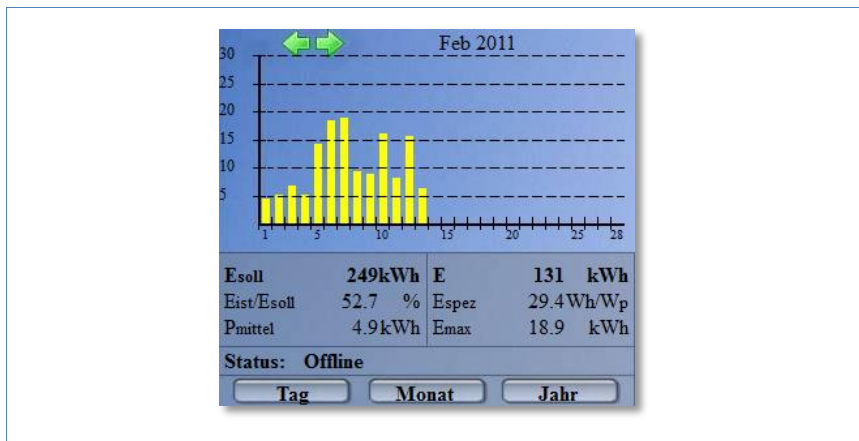 Feb 2011
30
25
20
15
10
5
1 5 10 15 20 25 28
Esoll 249kWh E 131 kWh
Eist/Esoll 52.7 % Espez 29.4Wh/Wp
Pmittel 4.9kWh Emax 18.9 kWh
Status: Offline
Tag Monat Jahr